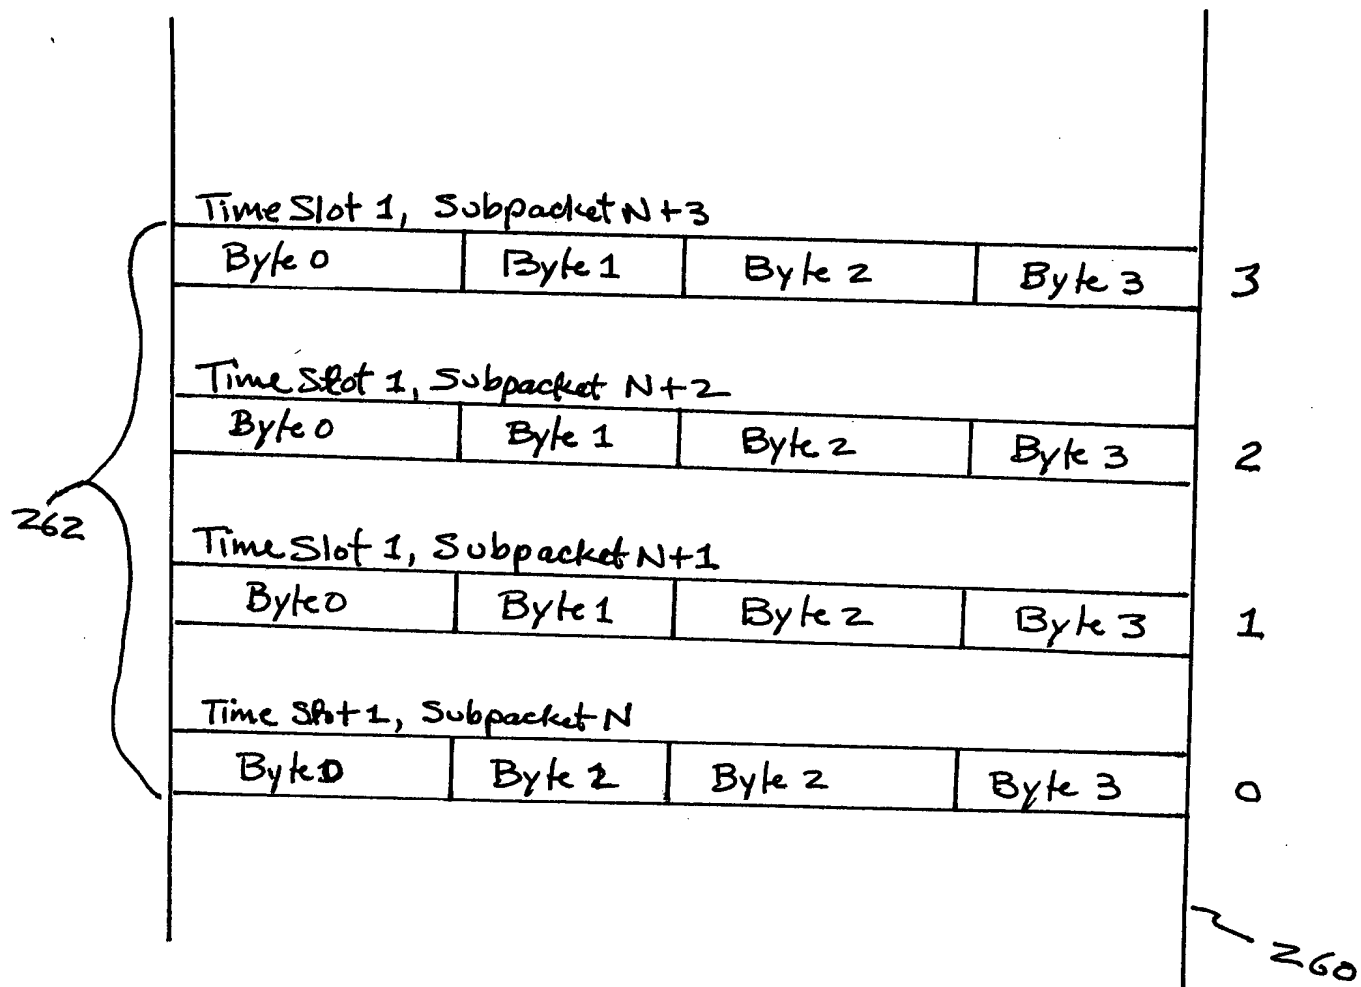 Time Slot 1, Subpacket N+3
Byte 0 Byte 1 Byte 2 Byte 3 3
Time Slot 1, Subpacket N+2
Byte 0 Byte 1 Byte 2 Byte 3 2
262
Time Slot 1, Subpacket N+1
Byte 0 Byte 1 Byte 2 Byte 3 1
Time Slot 1, Subpacket N
Byte 0 Byte 1 Byte 2 Byte 3 0
260